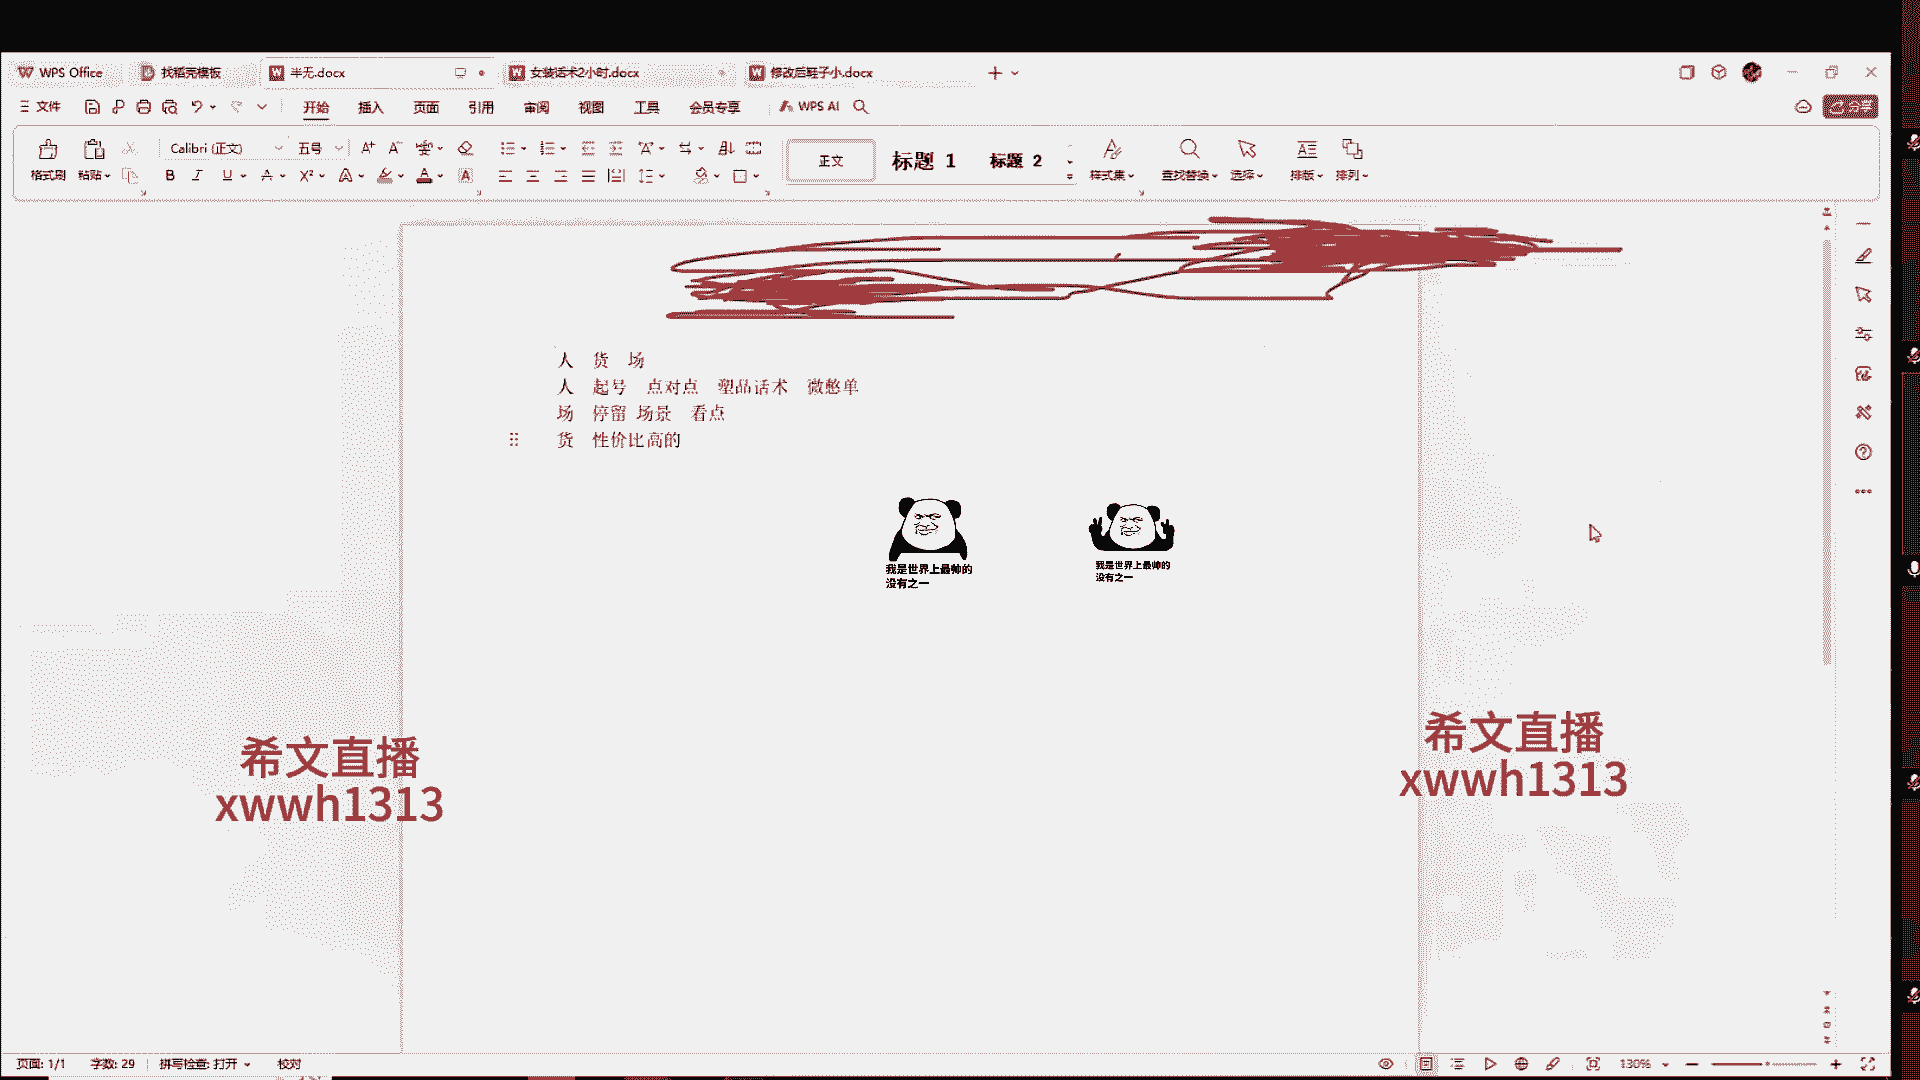 WPS Office 找稻壳模板 半无.docx 女装话术2小时.docx 修改后鞋子小.docx
文件 开始 插入 页面 引用 审阅 视图 工具 会员专享 WPS AI 分享
格式刷 粘贴 Calibri (正文) 五号 正文 标题 1 标题 2 样式集 查找替换 选择 排版 排列
人 货 场
人 起号 点对点 塑品话术 微憋单
场 停留 场景 看点
货 性价比高的
我是世界上最帅的
没有之一
我是世界上最帅的
没有之一
希文直播
xwwh1313
希文直播
xwwh1313
页面: 1/1 字数: 29 拼写检查: 打开 校对 130%